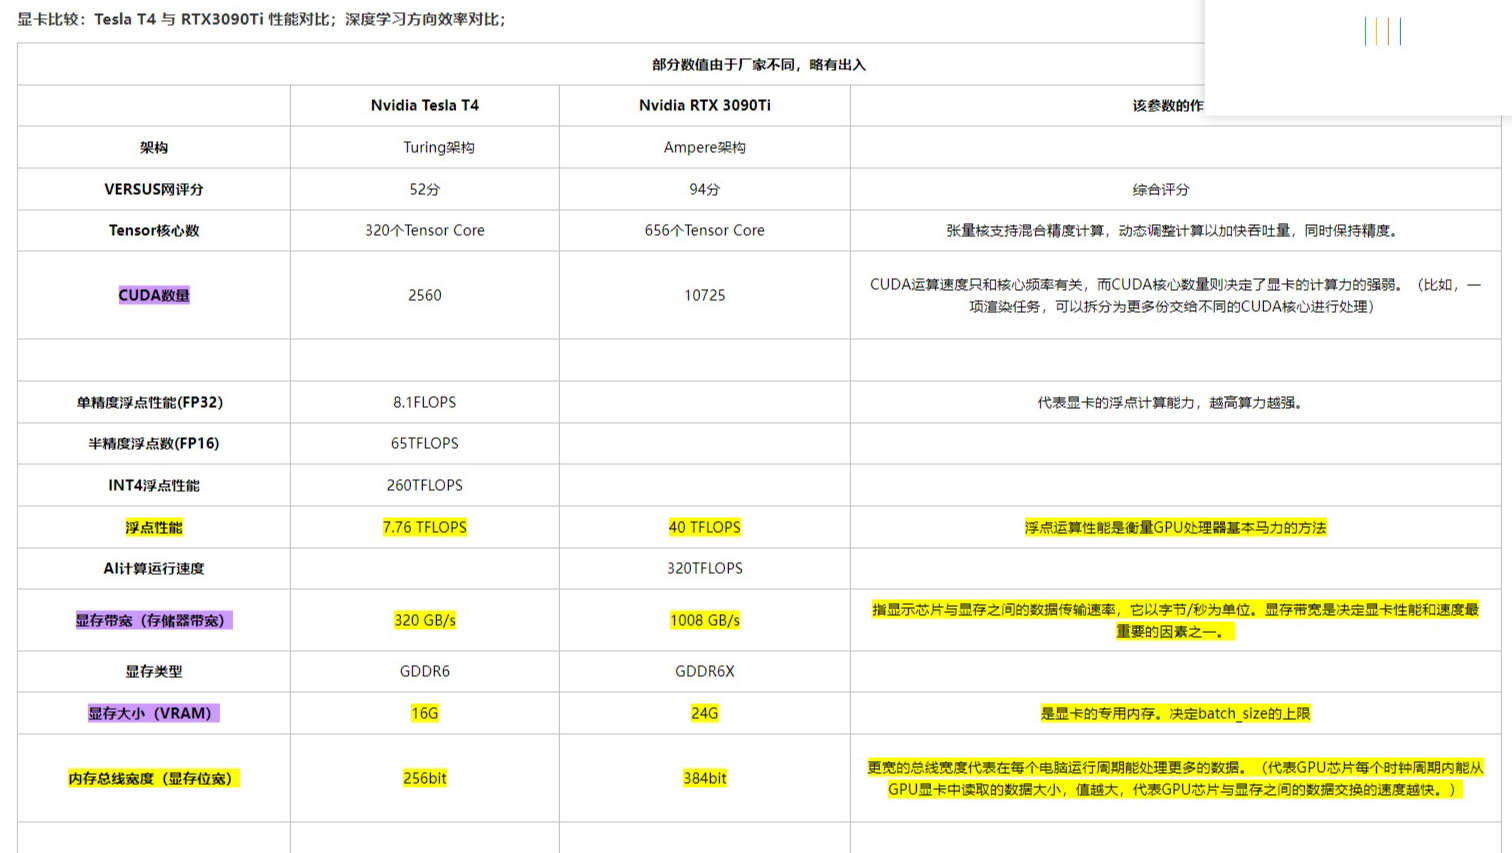 显卡比较：Tesla T4 与 RTX3090Ti 性能对比；深度学习方向效率对比；
部分数值由于厂家不同，略有出入
Nvidia Tesla T4 Nvidia RTX 3090Ti 该参数的作
架构 Turing架构 Ampere架构
VERSUS网评分 52分 94分 综合评分
Tensor核心数 320个Tensor Core 656个Tensor Core 张量核支持混合精度计算，动态调整计算以加快吞吐量，同时保持精度。
CUDA数量 2560 10725 CUDA运算速度只和核心频率有关，而CUDA核心数量则决定了显卡的计算力的强弱。（比如，一
项渲染任务，可以拆分为更多份交给不同的CUDA核心进行处理）
单精度浮点性能(FP32) 8.1FLOPS 代表显卡的浮点计算能力，越高算力越强。
半精度浮点数(FP16) 65TFLOPS
INT4浮点性能 260TFLOPS
浮点性能 7.76 TFLOPS 40 TFLOPS 浮点运算性能是衡量GPU处理器基本马力的方法
AI计算运行速度 320TFLOPS
显存带宽（存储器带宽） 320 GB/s 1008 GB/s 指显示芯片与显存之间的数据传输速率，它以字节/秒为单位。显存带宽是决定显卡性能和速度最
重要的因素之一。
显存类型 GDDR6 GDDR6X
显存大小（VRAM） 16G 24G 是显卡的专用内存。决定batch_size的上限
内存总线宽度（显存位宽） 256bit 384bit 更宽的总线宽度代表在每个电脑运行周期能处理更多的数据。（代表GPU芯片每个时钟周期内能从
GPU显卡中读取的数据大小，值越大，代表GPU芯片与显存之间的数据交换的速度越快。）